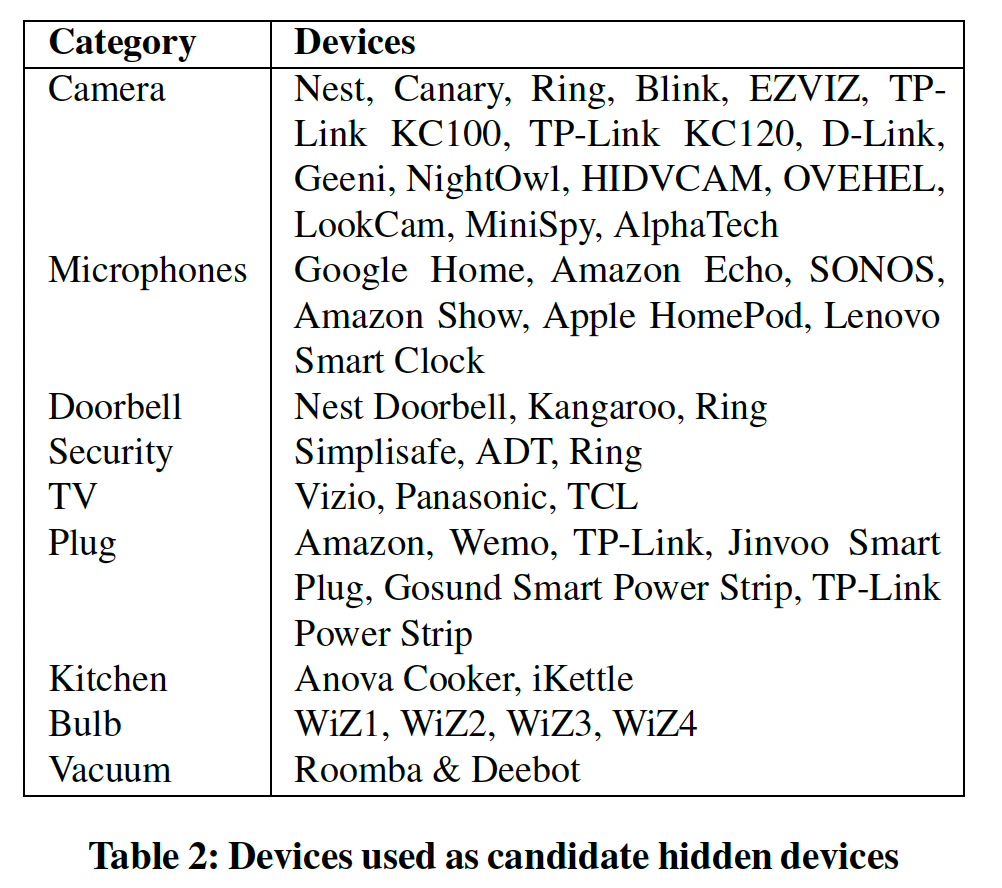 Category Devices
Camera Nest, Canary, Ring, Blink, EZVIZ, TP-
Link KC100, TP-Link KC120, D-Link,
Geeni, NightOwl, HIDVCAM, OVEHEL,
LookCam, MiniSpy, AlphaTech
Microphones Google Home, Amazon Echo, SONOS,
Amazon Show, Apple HomePod, Lenovo
Smart Clock
Doorbell Nest Doorbell, Kangaroo, Ring
Security Simplisafe, ADT, Ring
TV Vizio, Panasonic, TCL
Plug Amazon, Wemo, TP-Link, Jinvoo Smart
Plug, Gosund Smart Power Strip, TP-Link
Power Strip
Kitchen Anova Cooker, iKettle
Bulb WiZ1, WiZ2, WiZ3, WiZ4
Vacuum Roomba & Deebot
Table 2: Devices used as candidate hidden devices